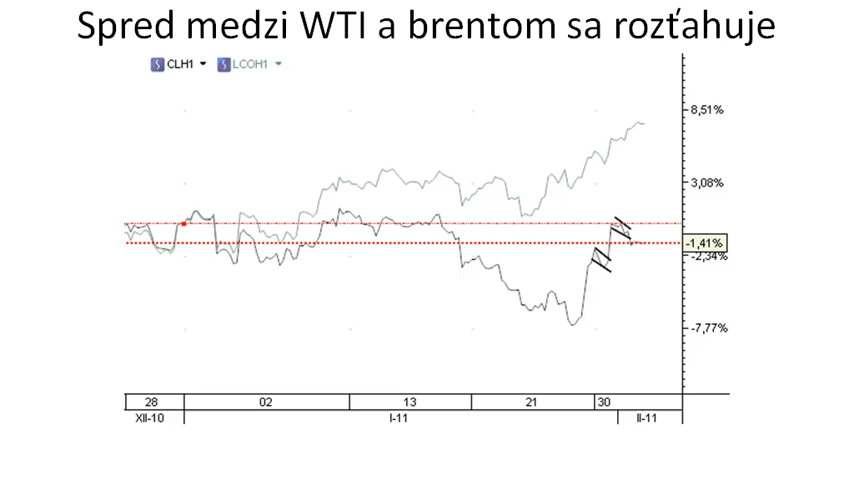 Spred medzi WTI a brentom sa rozťahuje
CLH1 LCOH1
8,51%
3,08%
-1,41%
-2,34%
-7,77%
28 02 13 21 30
XII-10 I-11 II-11